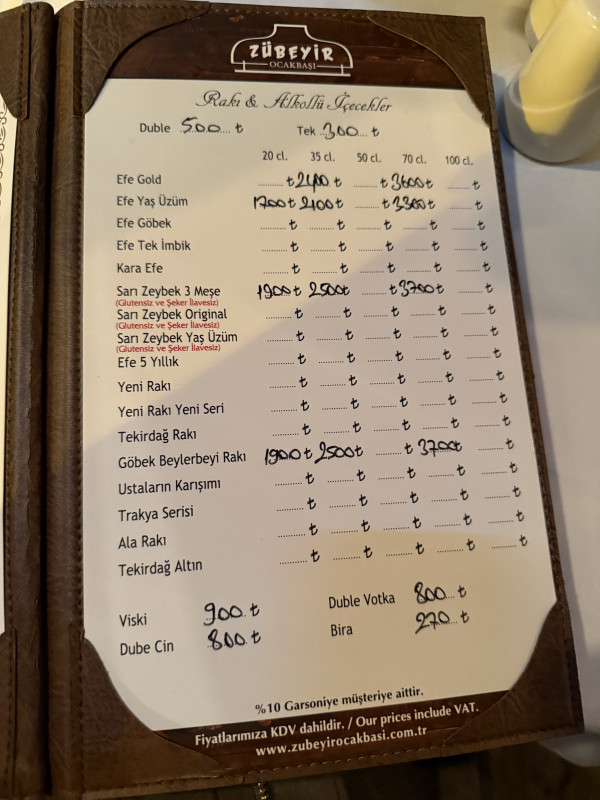 ZÜBEYİR
OCAKBAŞI
Rakı & Alkollü İçecekler
Duble 500 ₺ Tek 300 ₺
20 cl. 35 cl. 50 cl. 70 cl. 100 cl.
Efe Gold ........ ₺ 2400 ₺ ........ ₺ 3600 ₺ ........ ₺
Efe Yaş Üzüm 1700 ₺ 2100 ₺ ........ ₺ 3300 ₺ ........ ₺
Efe Göbek ........ ₺ ........ ₺ ........ ₺ ........ ₺ ........ ₺
Efe Tek İmbik ........ ₺ ........ ₺ ........ ₺ ........ ₺ ........ ₺
Kara Efe ........ ₺ ........ ₺ ........ ₺ ........ ₺ ........ ₺
Sarı Zeybek 3 Meşe 1900 ₺ 2500 ₺ ........ ₺ 3700 ₺ ........ ₺
(Glutensiz ve Şeker İlavesiz)
Sarı Zeybek Original ........ ₺ ........ ₺ ........ ₺ ........ ₺ ........ ₺
(Glutensiz ve Şeker İlavesiz)
Sarı Zeybek Yaş Üzüm ........ ₺ ........ ₺ ........ ₺ ........ ₺ ........ ₺
(Glutensiz ve Şeker İlavesiz)
Efe 5 Yıllık ........ ₺ ........ ₺ ........ ₺ ........ ₺ ........ ₺
Yeni Rakı ........ ₺ ........ ₺ ........ ₺ ........ ₺ ........ ₺
Yeni Rakı Yeni Seri ........ ₺ ........ ₺ ........ ₺ ........ ₺ ........ ₺
Tekirdağ Rakı ........ ₺ ........ ₺ ........ ₺ ........ ₺ ........ ₺
Göbek Beylerbeyi Rakı 1900 ₺ 2500 ₺ ........ ₺ 3700 ₺ ........ ₺
Ustaların Karışımı ........ ₺ ........ ₺ ........ ₺ ........ ₺ ........ ₺
Trakya Serisi ........ ₺ ........ ₺ ........ ₺ ........ ₺ ........ ₺
Ala Rakı ........ ₺ ........ ₺ ........ ₺ ........ ₺ ........ ₺
Tekirdağ Altın ........ ₺ ........ ₺ ........ ₺ ........ ₺ ........ ₺
Viski 900 ₺ Duble Votka 800 ₺
Dube Cin 800 ₺ Bira 270 ₺
%10 Garsoniye müşteriye aittir.
Fiyatlarımıza KDV dahildir. / Our prices include VAT.
www.zubeyirocakbasi.com.tr